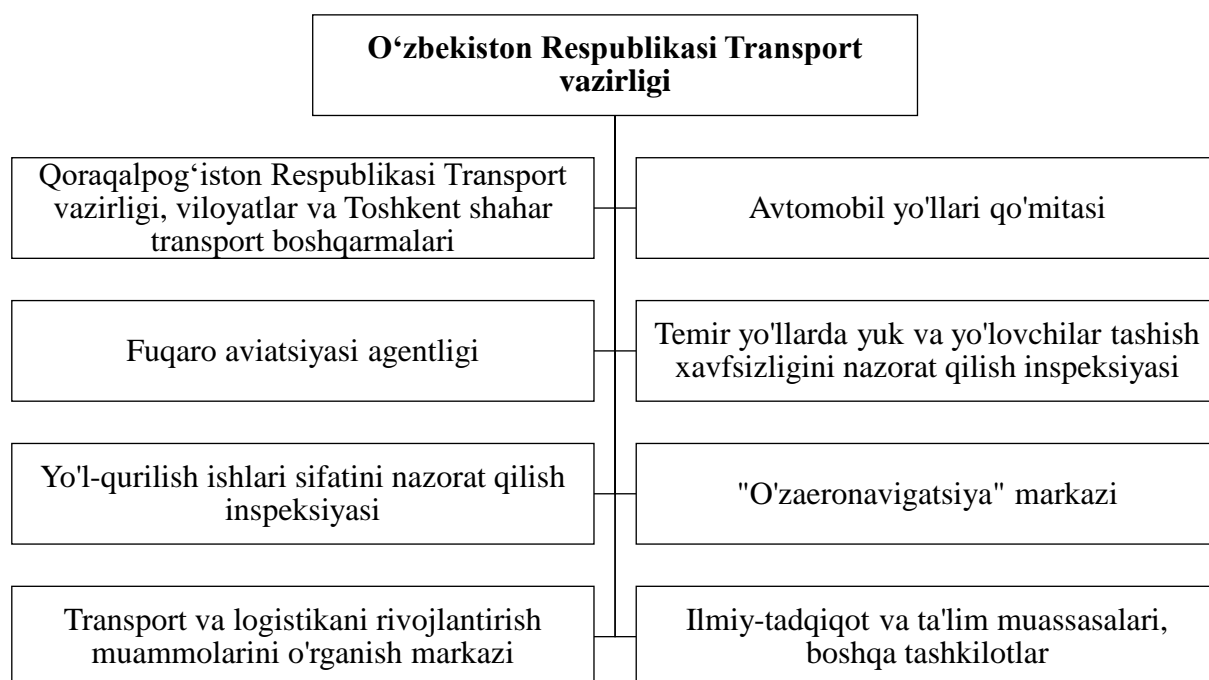 O‘zbekiston Respublikasi Transport
vazirligi
Qoraqalpog‘iston Respublikasi Transport
vazirligi, viloyatlar va Toshkent shahar
transport boshqarmalari
Avtomobil yo'llari qo'mitasi
Fuqaro aviatsiyasi agentligi
Temir yo'llarda yuk va yo'lovchilar tashish
xavfsizligini nazorat qilish inspeksiyasi
Yo'l-qurilish ishlari sifatini nazorat qilish
inspeksiyasi
"O'zaeronavigatsiya" markazi
Transport va logistikani rivojlantirish
muammolarini o'rganish markazi
Ilmiy-tadqiqot va ta'lim muassasalari,
boshqa tashkilotlar